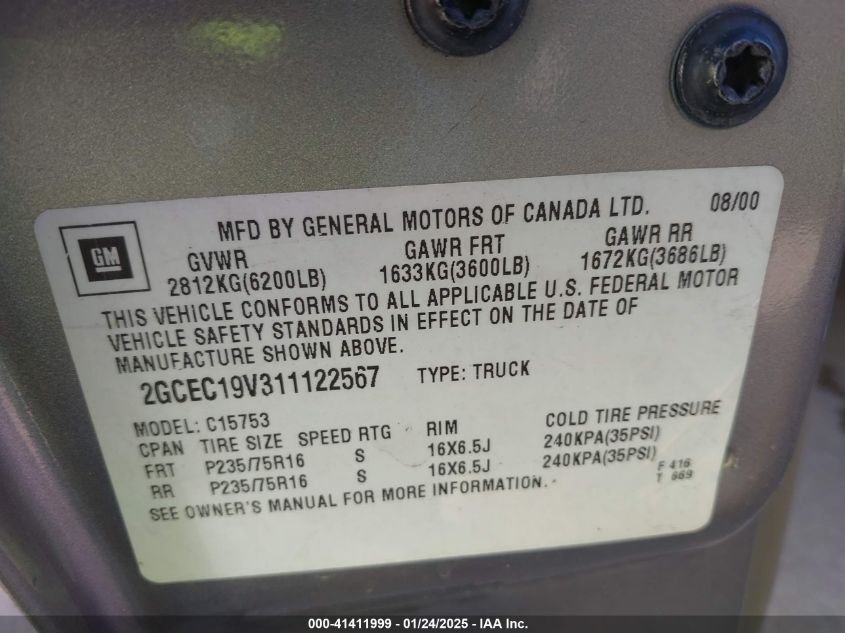 MFD BY GENERAL MOTORS OF CANADA LTD. 08/00
GM
GVWR GAWR FRT GAWR RR
2812KG(6200LB) 1633KG(3600LB) 1672KG(3686LB)
THIS VEHICLE CONFORMS TO ALL APPLICABLE U.S. FEDERAL MOTOR
VEHICLE SAFETY STANDARDS IN EFFECT ON THE DATE OF
MANUFACTURE SHOWN ABOVE.
2GCEC19V311122567 TYPE: TRUCK
MODEL: C15753
CPAN TIRE SIZE SPEED RTG RIM COLD TIRE PRESSURE
FRT P235/75R16 S 16X6.5J 240KPA(35PSI)
RR P235/75R16 S 16X6.5J 240KPA(35PSI)
SEE OWNER'S MANUAL FOR MORE INFORMATION.
F 416
T 669
000-41411999 — 01/24/2025 — IAA Inc.